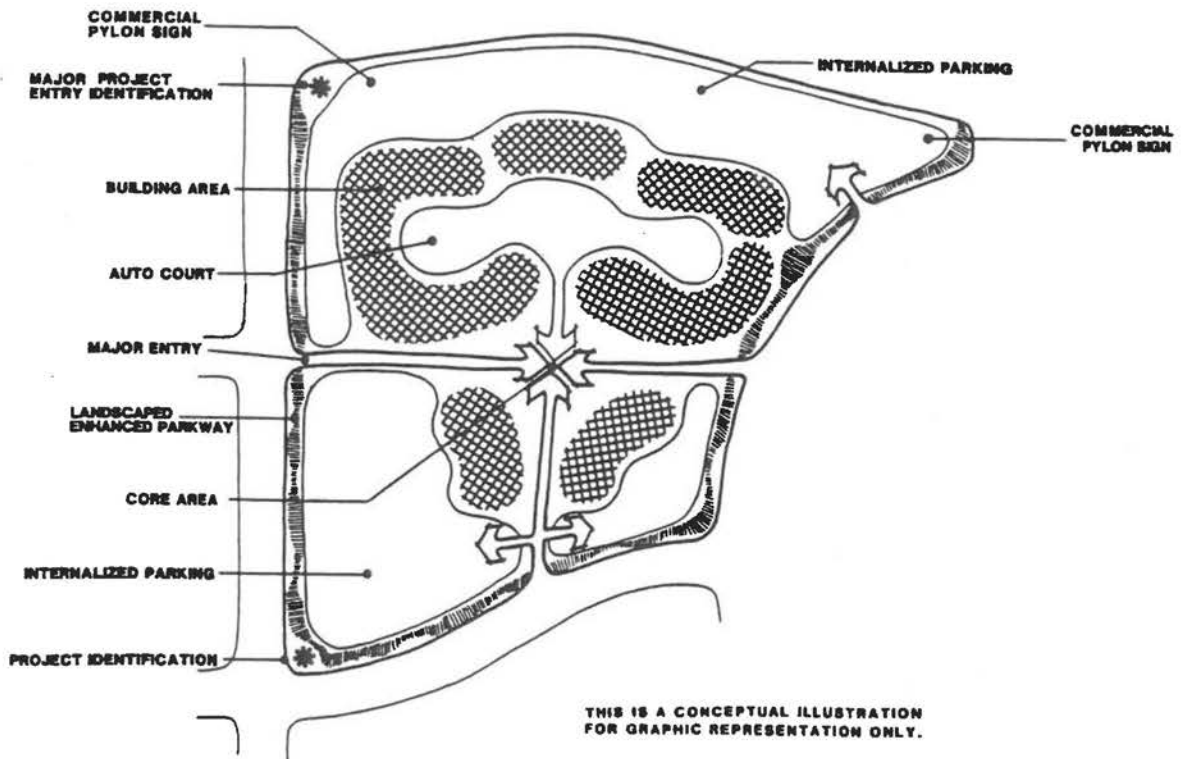 COMMERCIAL
PYLON SIGN
INTERNALIZED PARKING
MAJOR PROJECT
ENTRY IDENTIFICATION
COMMERCIAL
PYLON SIGN
BUILDING AREA
AUTO COURT
MAJOR ENTRY
LANDSCAPED
ENHANCED PARKWAY
CORE AREA
INTERNALIZED PARKING
PROJECT IDENTIFICATION
THIS IS A CONCEPTUAL ILLUSTRATION
FOR GRAPHIC REPRESENTATION ONLY.